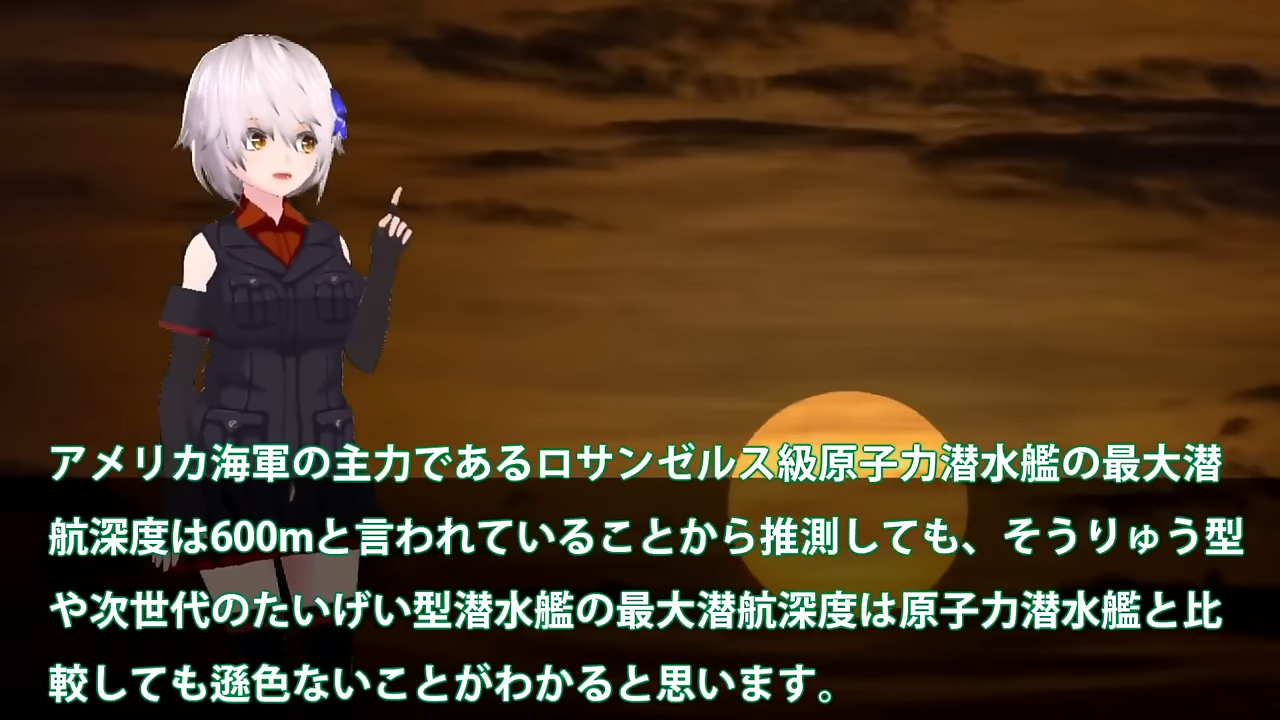 アメリカ海軍の主力であるロサンゼルス級原子力潜水艦の最大潜
航深度は600mと言われていることから推測しても、そうりゅう型
や次世代のたいげい型潜水艦の最大潜航深度は原子力潜水艦と比
較しても遜色ないことがわかると思います。